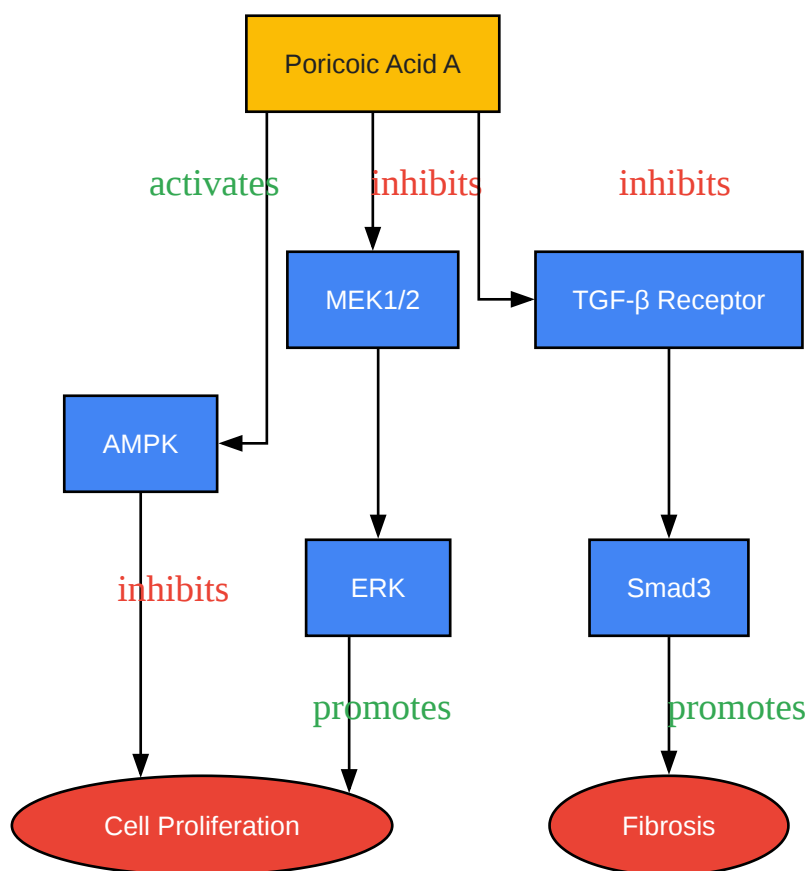 Poricoic Acid A
activates
inhibits
inhibits
MEK1/2
TGF-β Receptor
AMPK
inhibits
ERK
Smad3
promotes
promotes
Cell Proliferation
Fibrosis